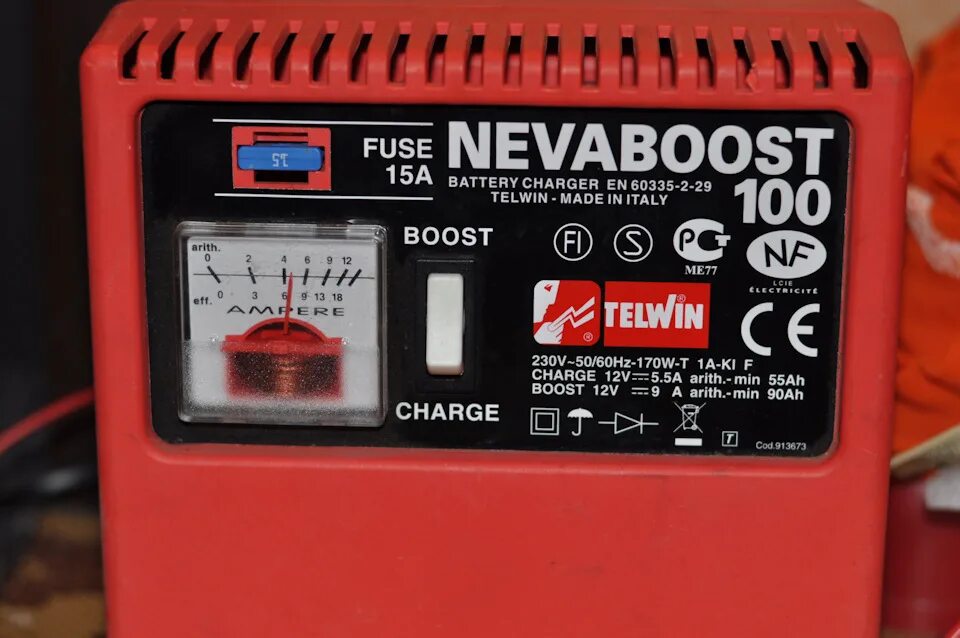 FUSE
15A
NEVABOOST
100
BATTERY CHARGER EN 60335-2-29
TELWIN - MADE IN ITALY
15
BOOST
CHARGE
arith.
0 2 4 6 9 12
0 3 6 9 13 18
eff.
AMPERE
FI
S
PCT
ME77
NF
LCIE
ÉLECTRICITÉ
TELWIN®
®
CE
230V~50/60Hz-170W-T 1A-KI F
CHARGE 12V⎓5.5A arith.-min 55Ah
BOOST 12V⎓9 A arith.-min 90Ah
T
Cod.913673